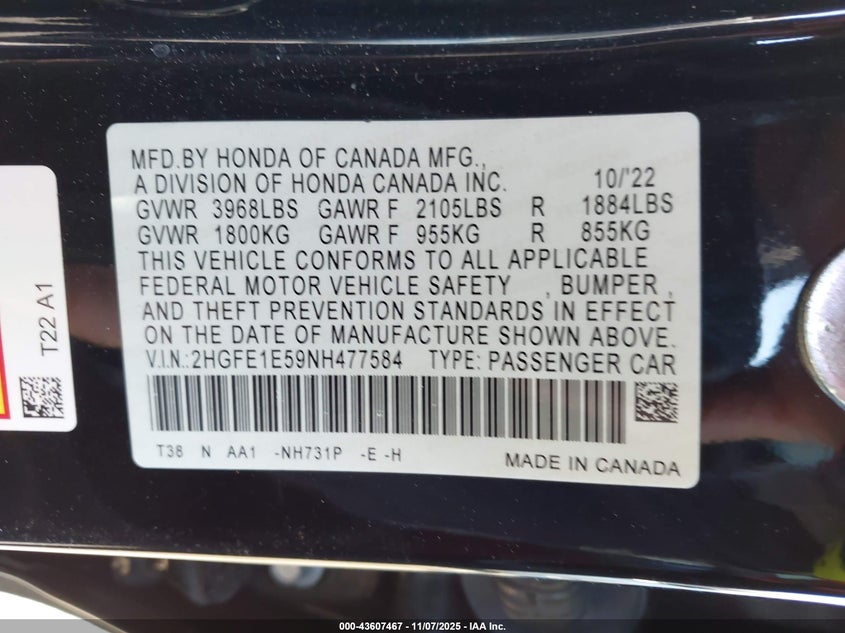 MFD.BY HONDA OF CANADA MFG.,
A DIVISION OF HONDA CANADA INC. 10/'22
GVWR 3968LBS GAWR F 2105LBS R 1884LBS
GVWR 1800KG GAWR F 955KG R 855KG
THIS VEHICLE CONFORMS TO ALL APPLICABLE
FEDERAL MOTOR VEHICLE SAFETY , BUMPER ,
AND THEFT PREVENTION STANDARDS IN EFFECT
ON THE DATE OF MANUFACTURE SHOWN ABOVE.
V.I.N.:2HGFE1E59NH477584 TYPE: PASSENGER CAR
T38 N AA1 -NH731P -E -H
MADE IN CANADA
T22 A1
000-43607467 - 11/07/2025 - IAA Inc.